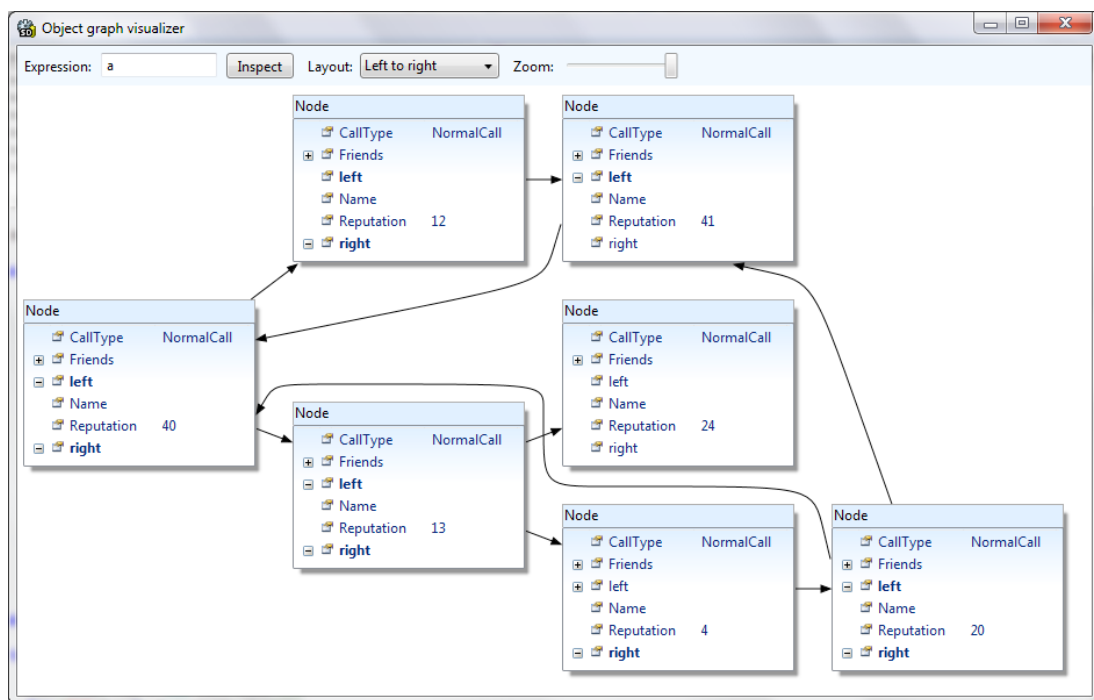 Object graph visualizer
Expression: a Inspect Layout: Left to right Zoom:
Node
CallType NormalCall
Friends
left
Name
Reputation 12
right
Node
CallType NormalCall
Friends
left
Name
Reputation 41
right
Node
CallType NormalCall
Friends
left
Name
Reputation 40
right
Node
CallType NormalCall
Friends
left
Name
Reputation 24
right
Node
CallType NormalCall
Friends
left
Name
Reputation 13
right
Node
CallType NormalCall
Friends
left
Name
Reputation 4
right
Node
CallType NormalCall
Friends
left
Name
Reputation 20
right